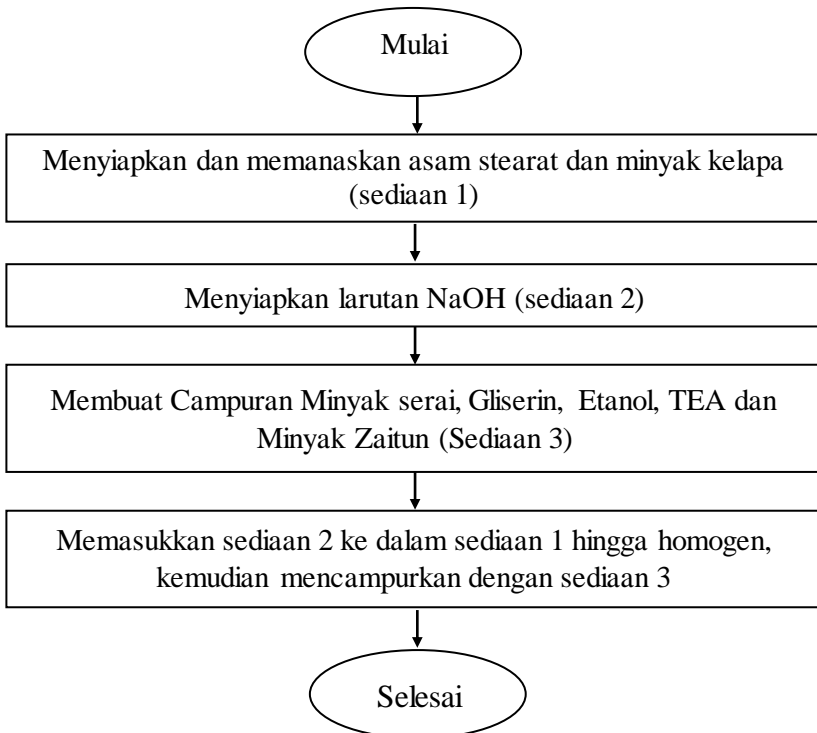 Mulai
Menyiapkan dan memanaskan asam stearat dan minyak kelapa
(sediaan 1)
Menyiapkan larutan NaOH (sediaan 2)
Membuat Campuran Minyak serai, Gliserin, Etanol, TEA dan
Minyak Zaitun (Sediaan 3)
Memasukkan sediaan 2 ke dalam sediaan 1 hingga homogen,
kemudian mencampurkan dengan sediaan 3
Selesai